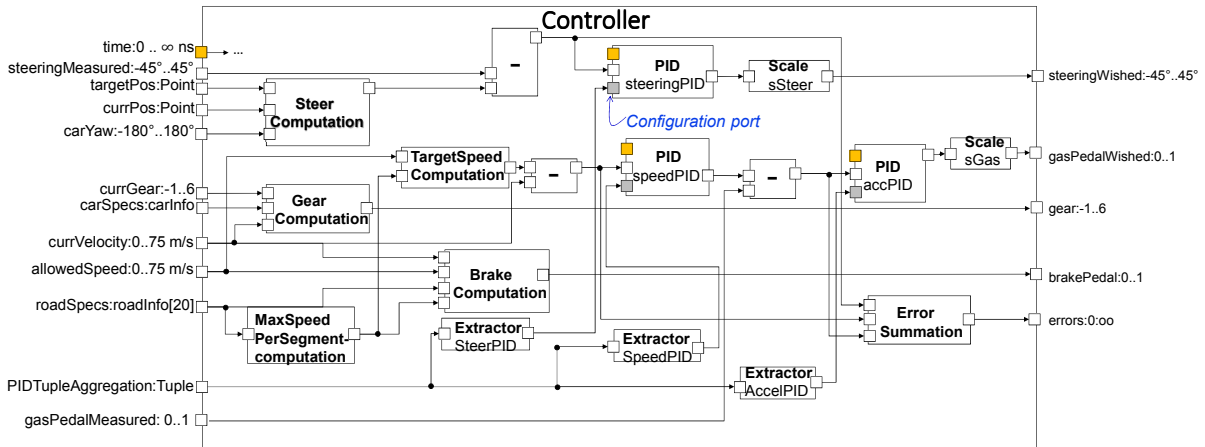 Controller
time:0 .. ∞ ns
...
steeringMeasured:-45°..45°
targetPos:Point
currPos:Point
carYaw:-180°..180°
Steer
Computation
-
PID
steeringPID
Scale
sSteer
steeringWished:-45°..45°
Configuration port
currGear:-1..6
carSpecs:carInfo
currVelocity:0..75 m/s
allowedSpeed:0..75 m/s
roadSpecs:roadInfo[20]
Gear
Computation
TargetSpeed
Computation
-
PID
speedPID
-
PID
accPID
Scale
sGas
gasPedalWished:0..1
gear:-1..6
Brake
Computation
brakePedal:0..1
MaxSpeed
PerSegment-
computation
Extractor
SteerPID
Extractor
SpeedPID
Extractor
AccelPID
Error
Summation
errors:0:oo
PIDTupleAggregation:Tuple
gasPedalMeasured: 0..1